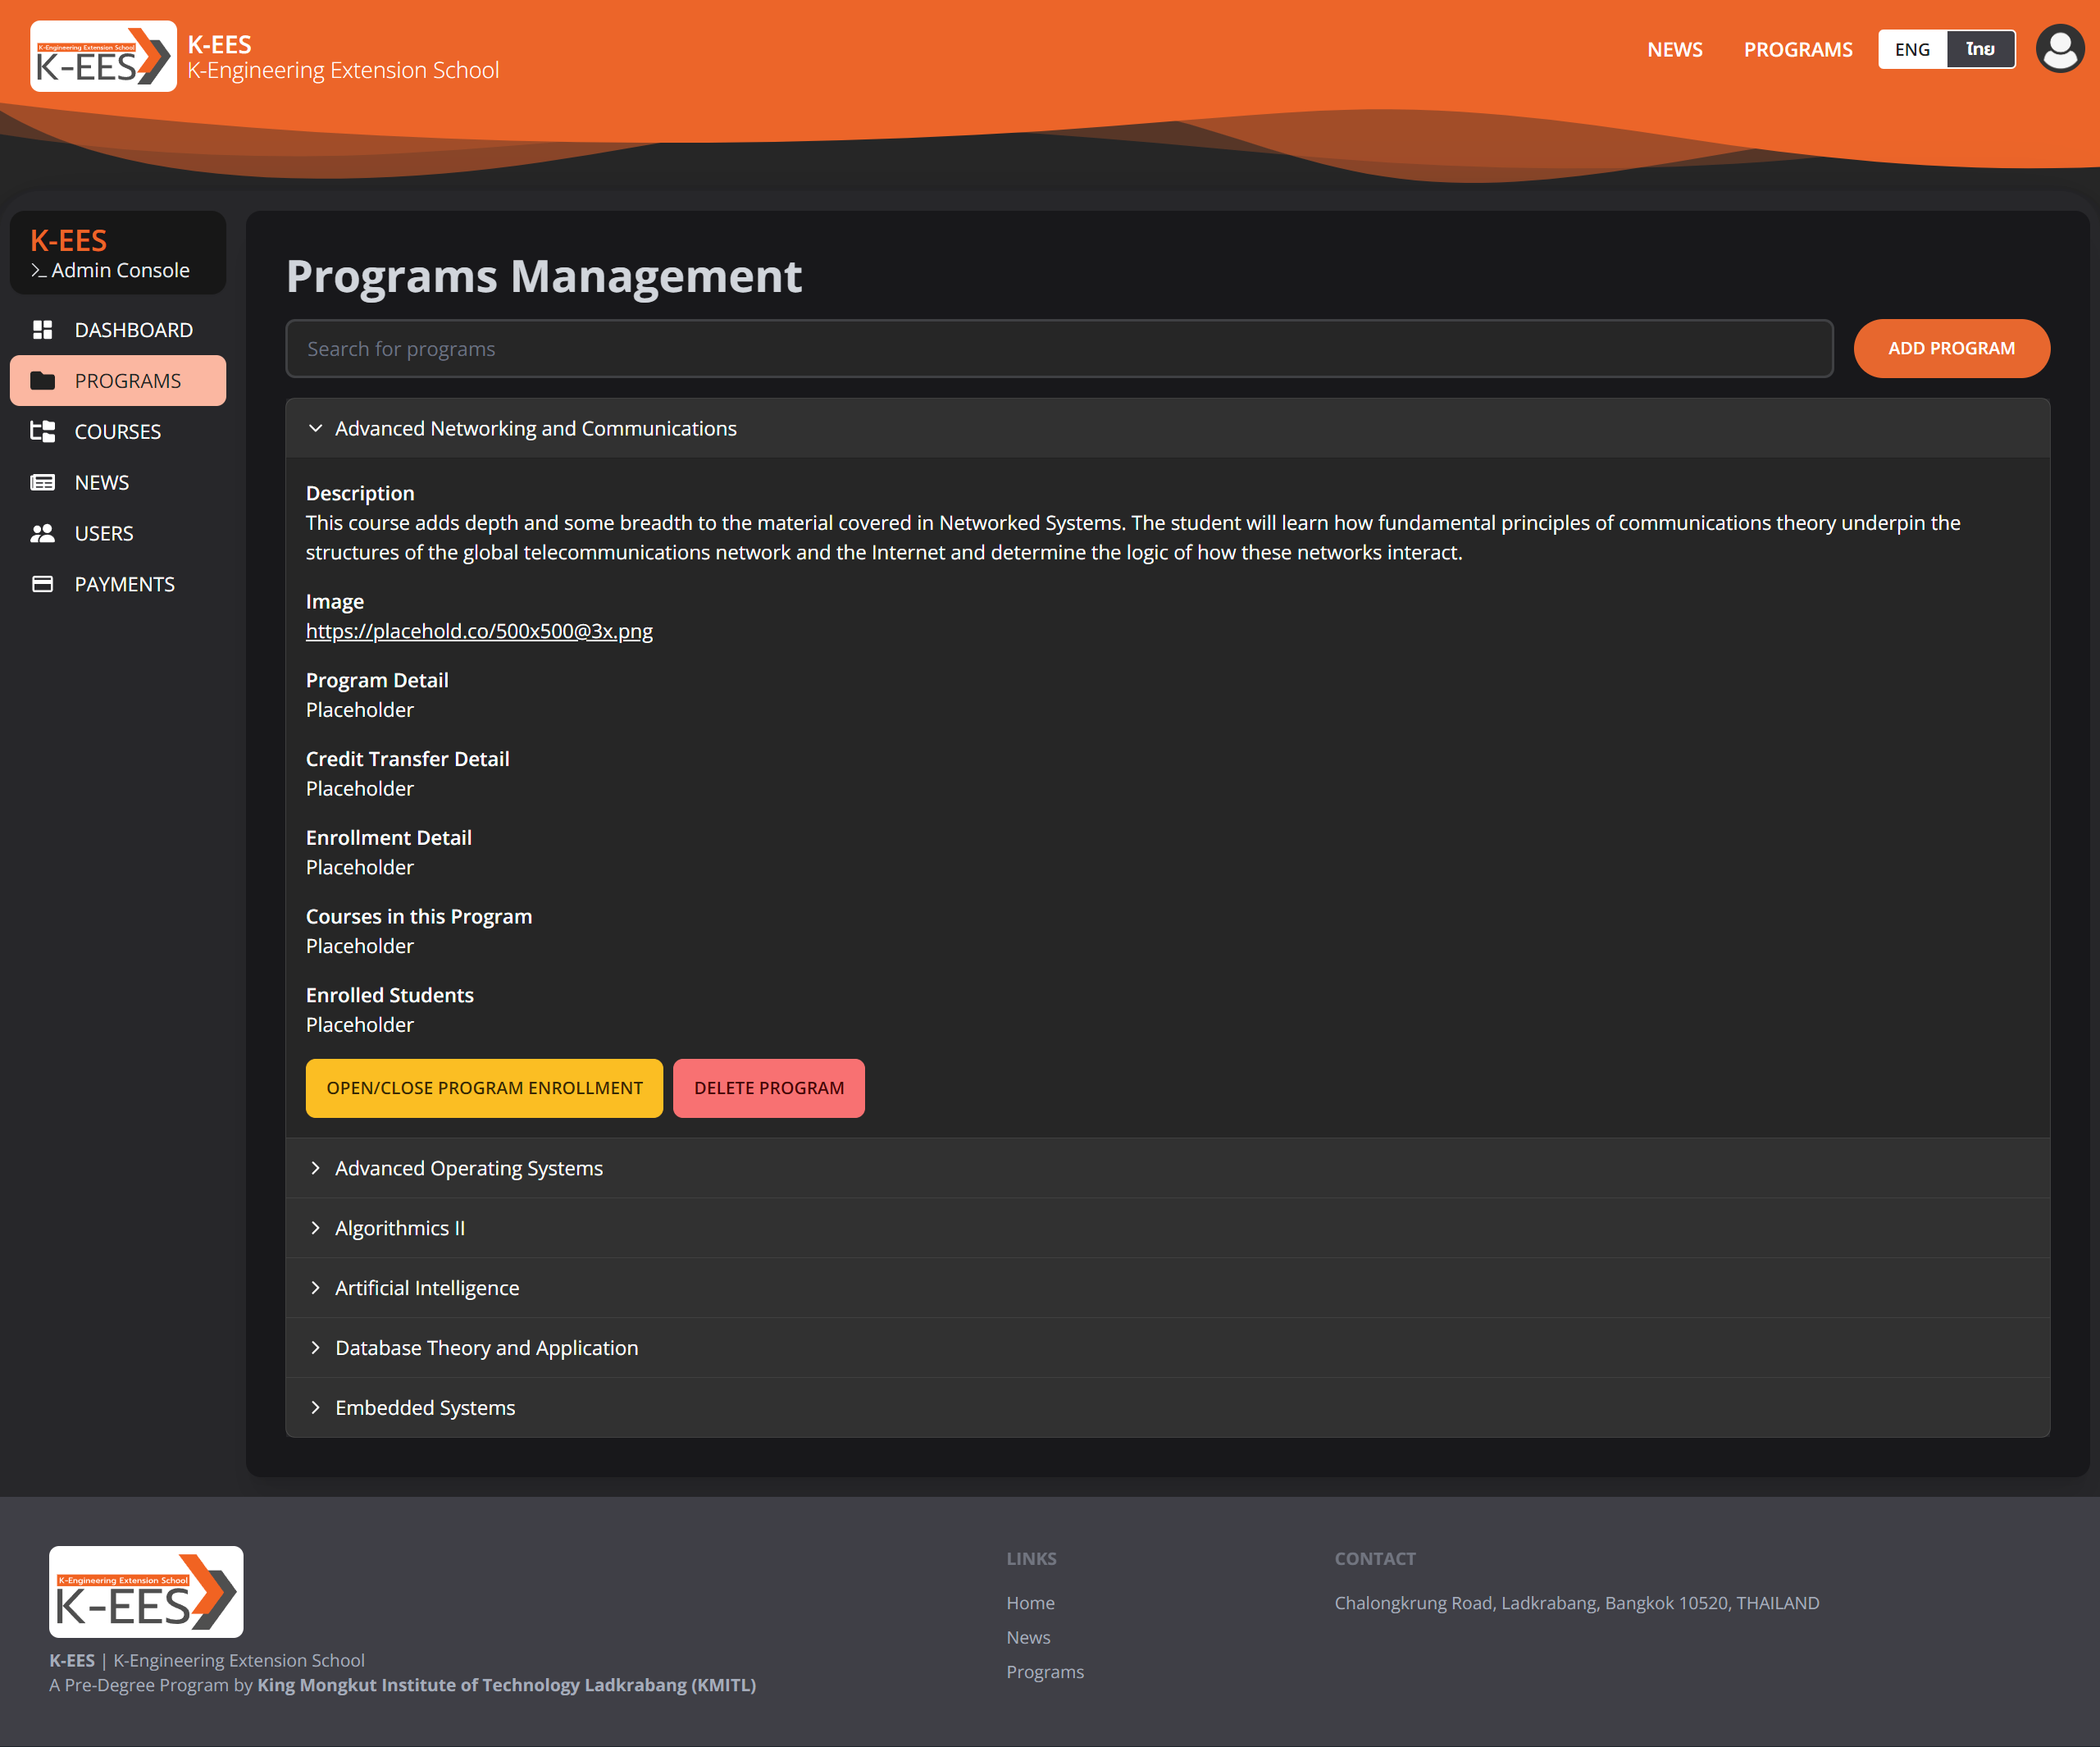 K-Engineering Extension School
K-EES
K-EES
K-Engineering Extension School
NEWS
PROGRAMS
ENG
ไทย
K-EES
>_ Admin Console
DASHBOARD
PROGRAMS
COURSES
NEWS
USERS
PAYMENTS
Programs Management
Search for programs
ADD PROGRAM
Advanced Networking and Communications
Description
This course adds depth and some breadth to the material covered in Networked Systems. The student will learn how fundamental principles of communications theory underpin the
structures of the global telecommunications network and the Internet and determine the logic of how these networks interact.
Image
https://placehold.co/500x500@3x.png
Program Detail
Placeholder
Credit Transfer Detail
Placeholder
Enrollment Detail
Placeholder
Courses in this Program
Placeholder
Enrolled Students
Placeholder
OPEN/CLOSE PROGRAM ENROLLMENT
DELETE PROGRAM
Advanced Operating Systems
Algorithmics II
Artificial Intelligence
Database Theory and Application
Embedded Systems
K-Engineering Extension School
K-EES
K-EES | K-Engineering Extension School
A Pre-Degree Program by King Mongkut Institute of Technology Ladkrabang (KMITL)
LINKS
Home
News
Programs
CONTACT
Chalongkrung Road, Ladkrabang, Bangkok 10520, THAILAND